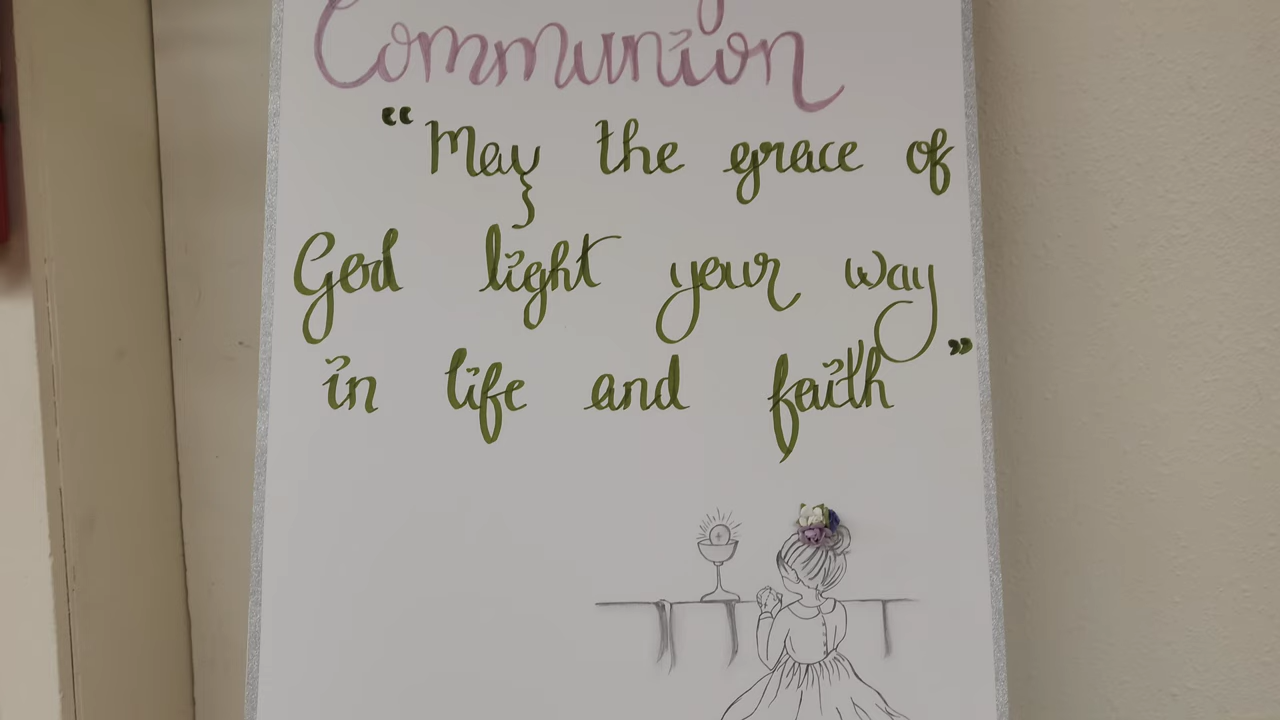 Communion
“May the grace of
God light your way
in life and faith”